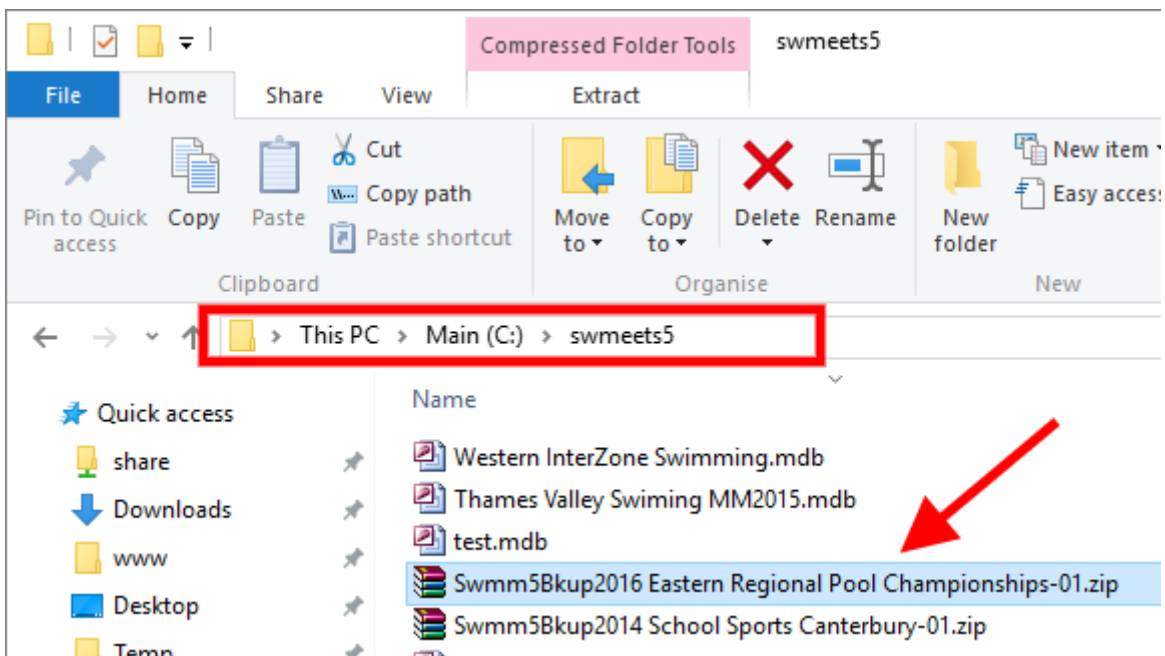 Compressed Folder Tools
swmeets5
File
Home
Share
View
Extract
Pin to Quick access
Copy
Paste
Cut
Copy path
Paste shortcut
Move to
Copy to
Delete
Rename
New folder
New item
Easy access
Clipboard
Organise
New
This PC > Main (C:) > swmeets5
Quick access
share
Downloads
www
Desktop
Temp
Name
Western InterZone Swimming.mdb
Thames Valley Swiming MM2015.mdb
test.mdb
Swmm5Bkup2016 Eastern Regional Pool Championships-01.zip
Swmm5Bkup2014 School Sports Canterbury-01.zip